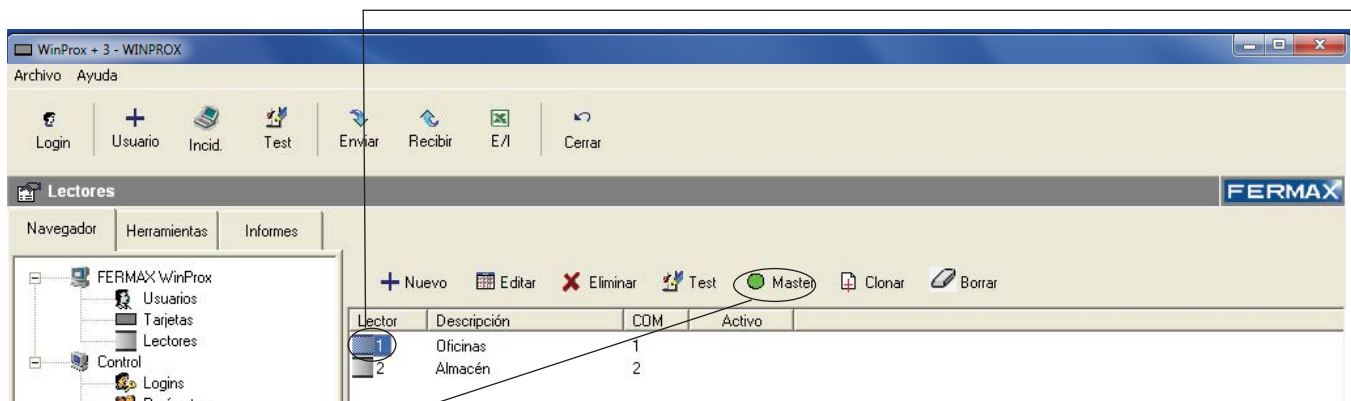 WinProx + 3 - WINPROX
Archivo Ayuda
Login Usuario Incid. Test Enviar Recibir E/I Cerrar
Lectores FERMAX
Navegador Herramientas Informes
FERMAX WinProx
Usuarios
Tarjetas
Lectores
Control
Logins
Nuevo Editar Eliminar Test Master Clonar Borrar
Lector Descripción COM Activo
1 Oficinas 1
2 Almacén 2